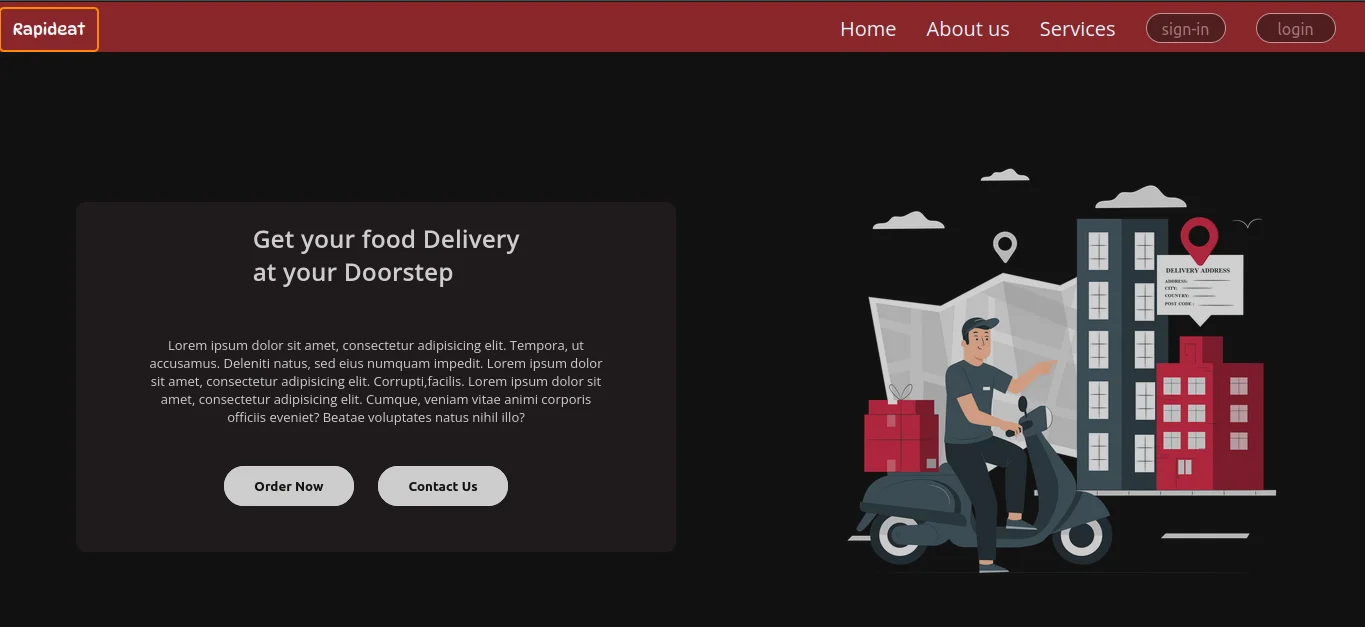 Rapideat
Home About us Services sign-in login
Get your food Delivery
at your Doorstep
Lorem ipsum dolor sit amet, consectetur adipisicing elit. Tempora, ut
accusamus. Deleniti natus, sed eius numquam impedit. Lorem ipsum dolor
sit amet, consectetur adipisicing elit. Corrupti,facilis. Lorem ipsum dolor sit
amet, consectetur adipisicing elit. Cumque, veniam vitae animi corporis
officiis eveniet? Beatae voluptates natus nihil illo?
Order Now Contact Us
DELIVERY ADDRESS
ADDRESS:
CITY:
COUNTRY:
POST CODE: